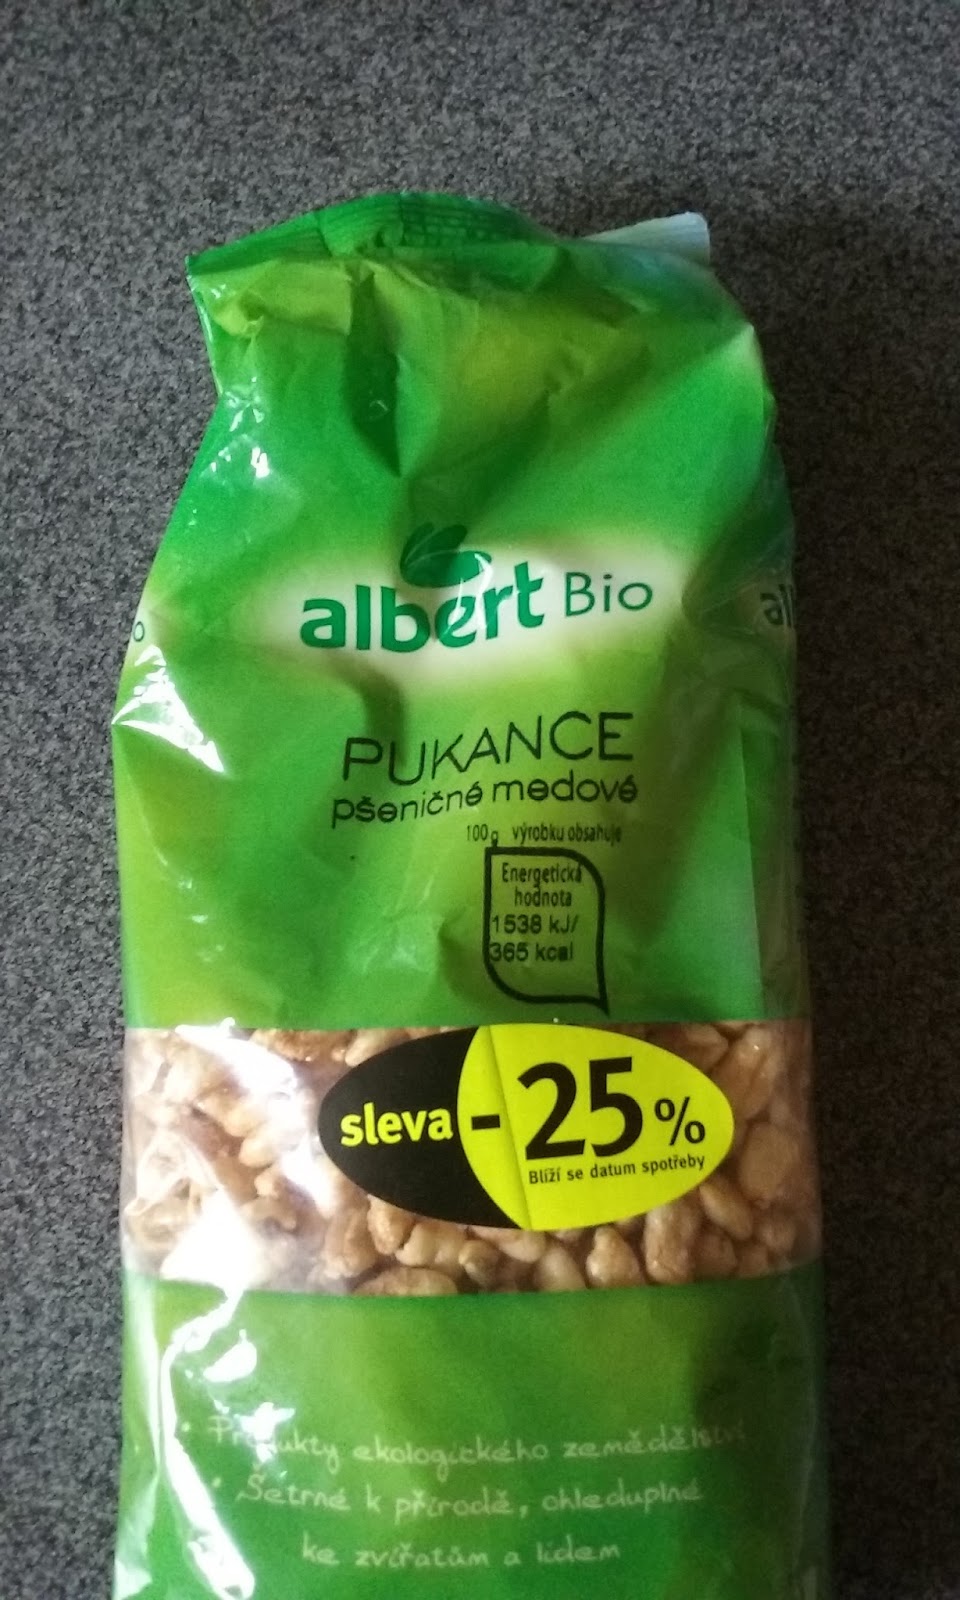 albert Bio
PUKANCE
pšeničné medové
100g výrobku obsahuje
Energetická
hodnota
1538 kJ/
365 kcal
sleva -25%
Blíží se datum spotřeby
• Produkty ekologického zemědělství
• Šetrné k přírodě, ohleduplné
ke zvířatům a lidem